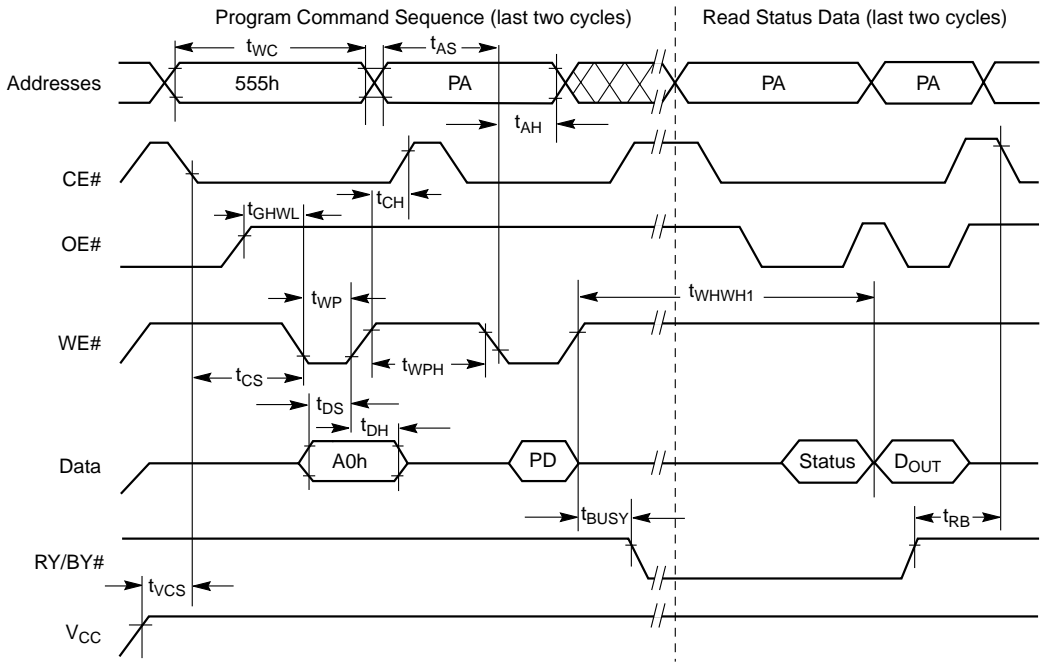 Program Command Sequence (last two cycles)
Read Status Data (last two cycles)
tWC
tAS
Addresses
555h
PA
PA
PA
tAH
CE#
tCH
tGHWL
OE#
tWP
tWHWH1
WE#
tWPH
tCS
tDS
tDH
Data
A0h
PD
Status
DOUT
tBUSY
tRB
RY/BY#
tVCS
VCC